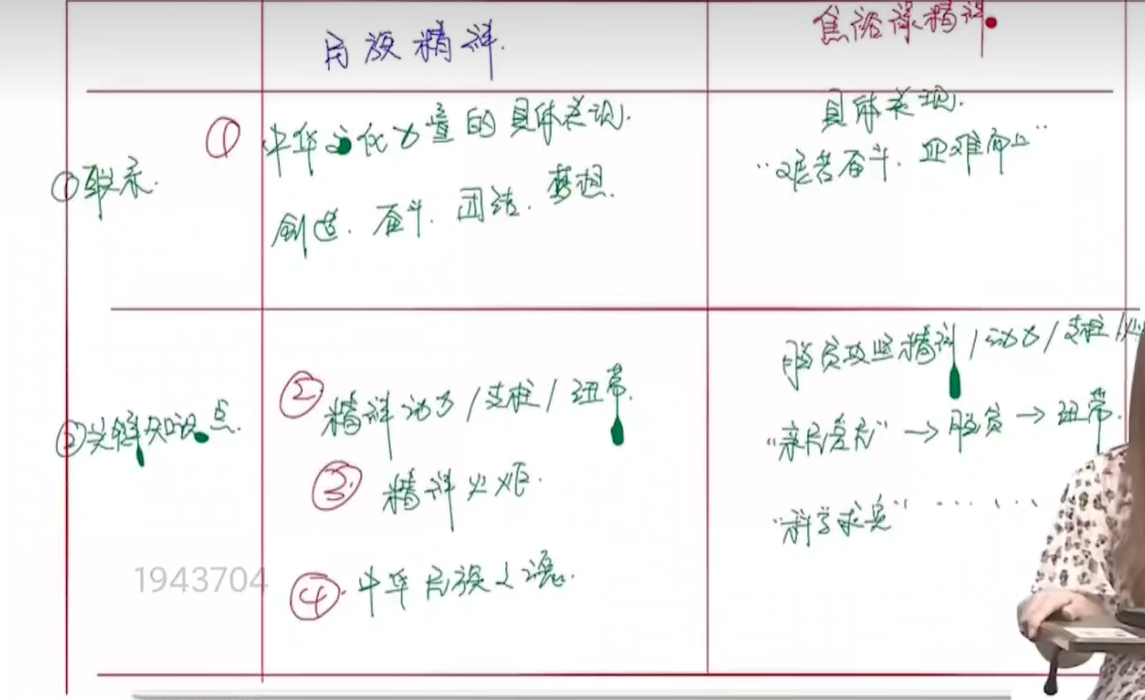 民族精神.
焦裕禄精神
① 中华文化力量的具体表现.
具体表现.
①联系.
"艰苦奋斗. 迎难而上"
创造. 奋斗. 团结. 梦想.
脱贫攻坚精神/动力/支柱/火
② 精神动力/支柱/纽带.
②关键知识点.
"亲民爱民" → 脱贫 → 纽带.
③ 精神火炬.
"科学求实" ......
1943704
④. 中华民族之魂.